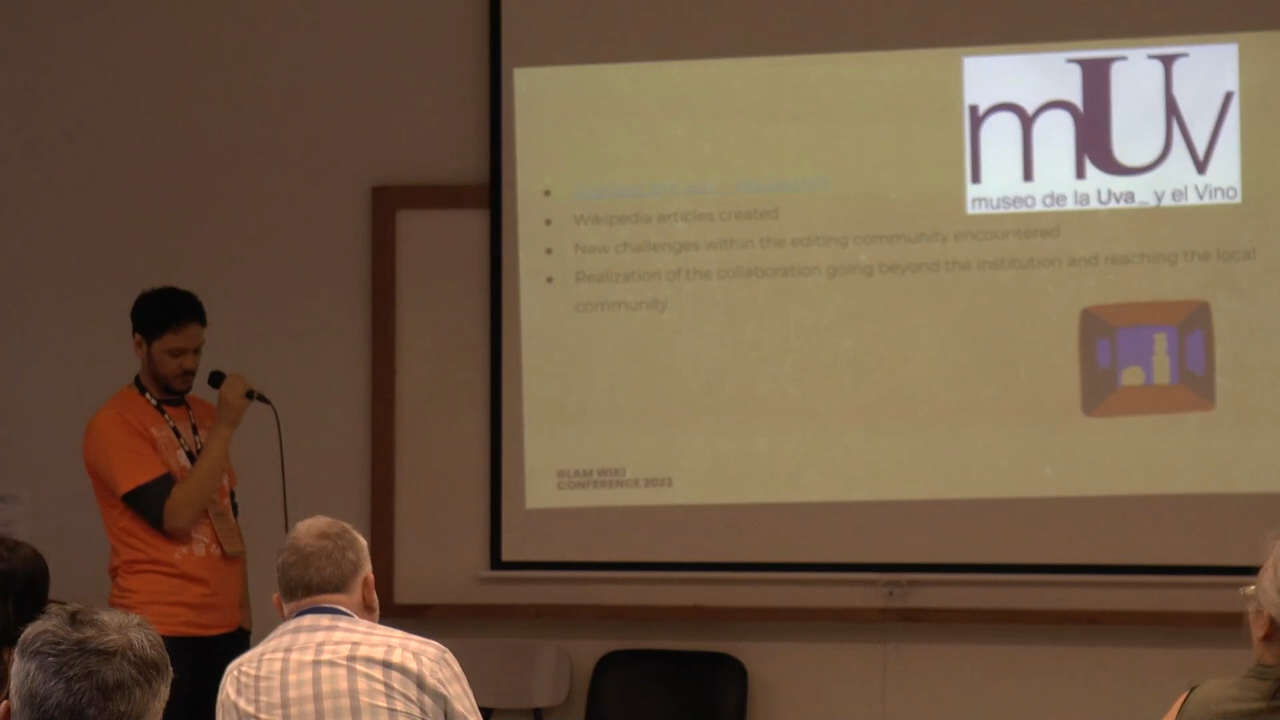 mUv
museo de la Uva_ y el Vino
Wikipedia articles created
New challenges within the editing community encountered
Realization of the collaboration going beyond the institution and reaching the local
community
GLAM WIKI
CONFERENCE 2023